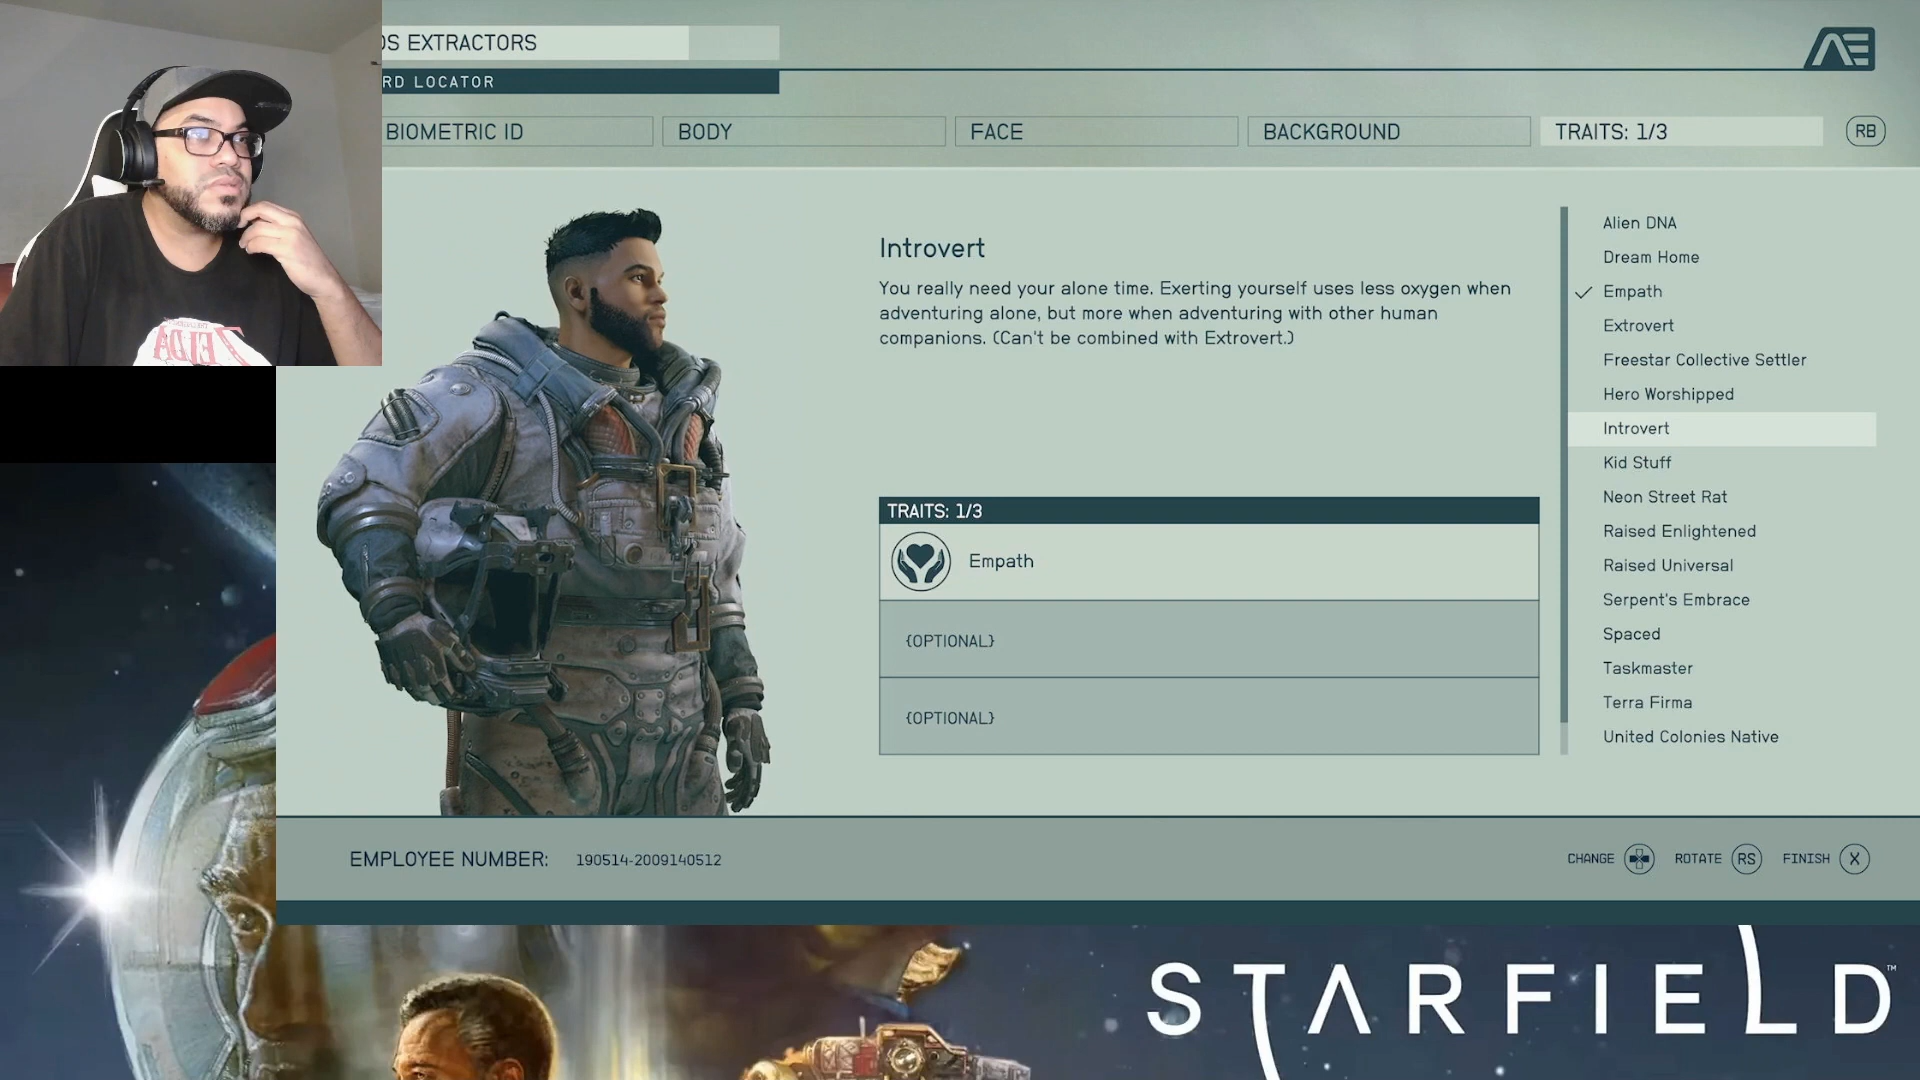 OS EXTRACTORS
RD LOCATOR
BIOMETRIC ID
BODY
FACE
BACKGROUND
TRAITS: 1/3
RB
AE
Introvert
You really need your alone time. Exerting yourself uses less oxygen when
adventuring alone, but more when adventuring with other human
companions. (Can't be combined with Extrovert.)
TRAITS: 1/3
Empath
{OPTIONAL}
{OPTIONAL}
Alien DNA
Dream Home
Empath
Extrovert
Freestar Collective Settler
Hero Worshipped
Introvert
Kid Stuff
Neon Street Rat
Raised Enlightened
Raised Universal
Serpent's Embrace
Spaced
Taskmaster
Terra Firma
United Colonies Native
EMPLOYEE NUMBER: 190514-2009140512
CHANGE
ROTATE RS
FINISH X
ZELDA
STARFIELD™